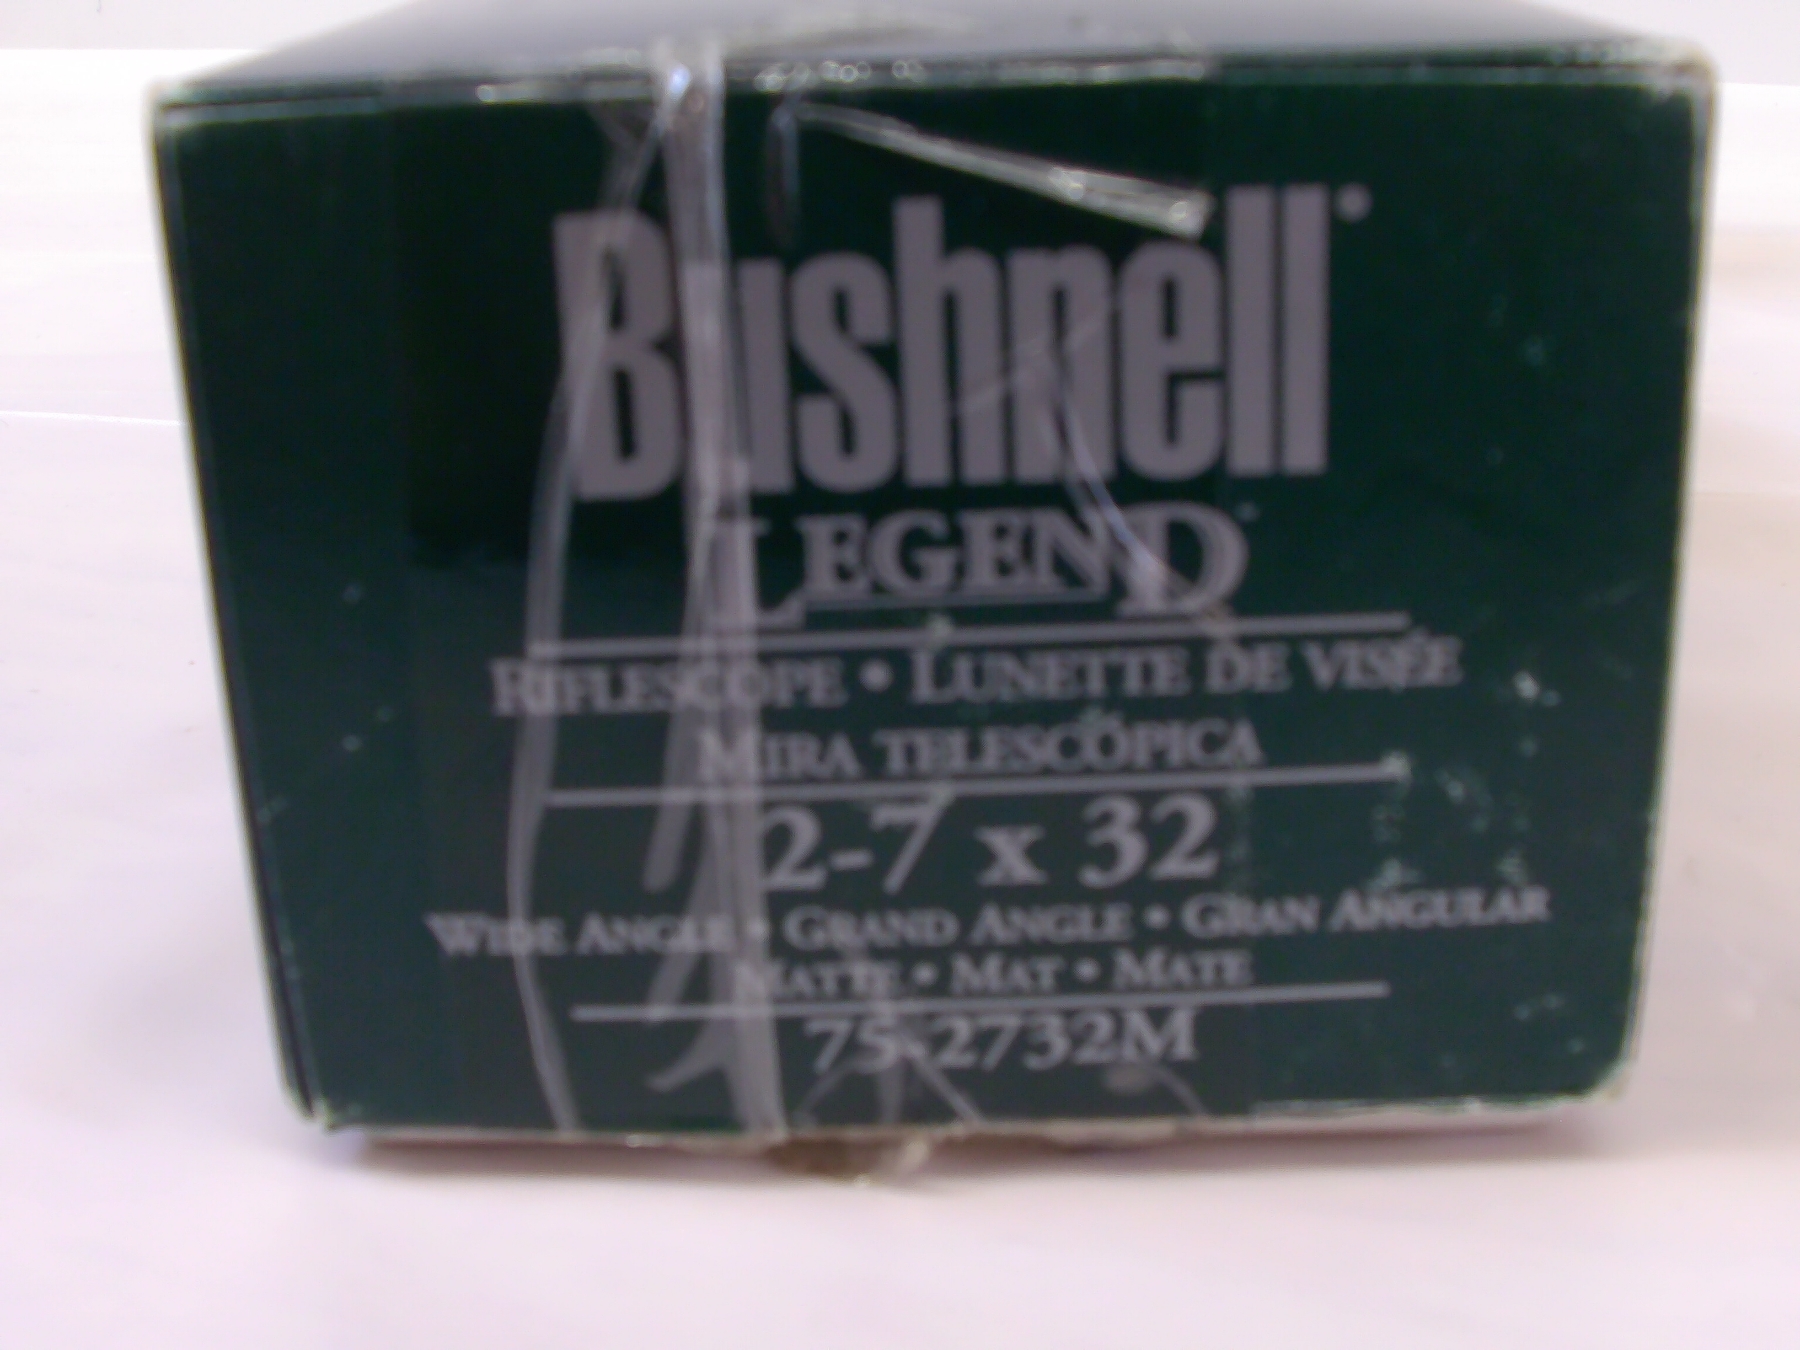 Bushnell
LEGEND
RIFLESCOPE • LUNETTE DE VISÉE
MIRA TELESCÓPICA
2-7 x 32
WIDE ANGLE • GRAND ANGLE • GRAN ANGULAR
MATTE • MAT • MATE
75-2732M